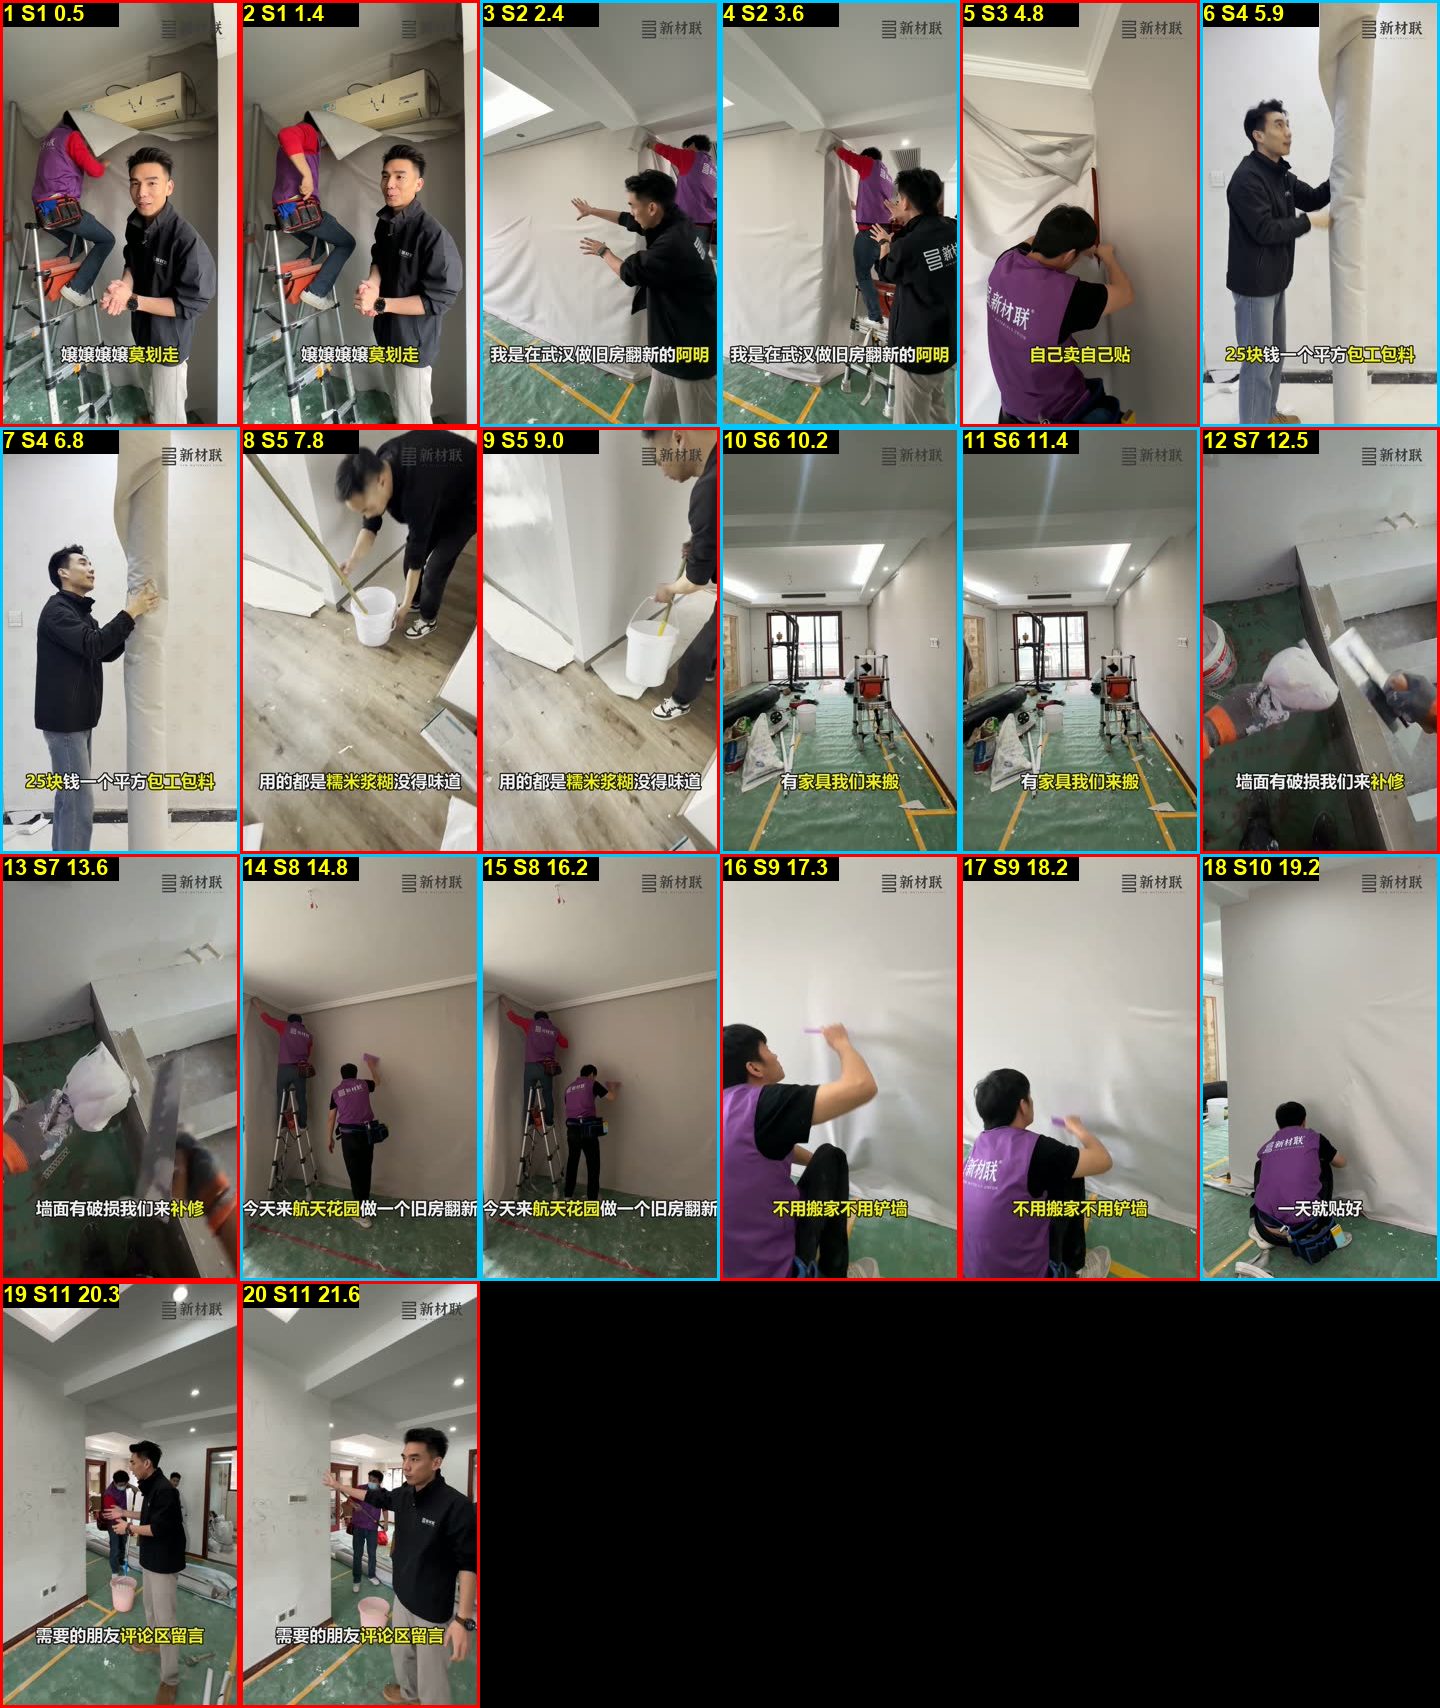 1 S1 0.5
新材联
嬢嬢嬢嬢莫划走
2 S1 1.4
嬢嬢嬢嬢莫划走
3 S2 2.4
新材联
我是在武汉做旧房翻新的阿明
4 S2 3.6
新材联
新
我是在武汉做旧房翻新的阿明
5 S3 4.8
新材联
新材联
自己卖自己贴
6 S4 5.9
新材联
25块钱一个平方包工包料
7 S4 6.8
新材联
25块钱一个平方包工包料
8 S5 7.8
新材联
用的都是糯米浆糊没得味道
9 S5 9.0
新材联
用的都是糯米浆糊没得味道
10 S6 10.2
新材联
有家具我们来搬
11 S6 11.4
新材联
有家具我们来搬
12 S7 12.5
新材联
墙面有破损我们来补修
13 S7 13.6
新材联
墙面有破损我们来补修
14 S8 14.8
新材联
今天来航天花园做一个旧房翻新
15 S8 16.2
新材联
今天来航天花园做一个旧房翻新
16 S9 17.3
新材联
不用搬家不用铲墙
17 S9 18.2
新材联
新材联
不用搬家不用铲墙
18 S10 19.2
新材联
新材联
一天就贴好
19 S11 20.3
新材联
需要的朋友评论区留言
20 S11 21.6
新材联
需要的朋友评论区留言